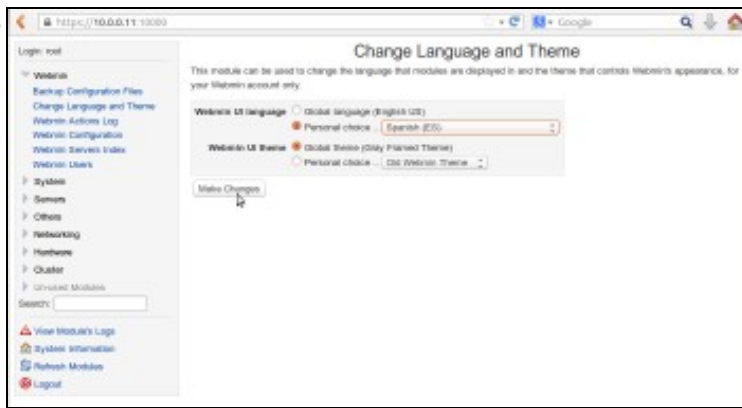 https://10.0.0.11:10000
Google
Login: root
Webmin
Backup Configuration Files
Change Language and Theme
Webmin Actions Log
Webmin Configuration
Webmin Servers Index
Webmin Users
System
Servers
Others
Networking
Hardware
Cluster
Un-used Modules
Search:
View Module's Logs
System Information
Refresh Modules
Logout
Change Language and Theme
This module can be used to change the language that modules are displayed in and the theme that controls Webmin's appearance, for
your Webmin account only.
Webmin UI language Global language (English US)
Personal choice .. Spanish (ES)
Webmin UI theme Global theme (Gray Framed Theme)
Personal choice .. Old Webmin Theme
Make Changes